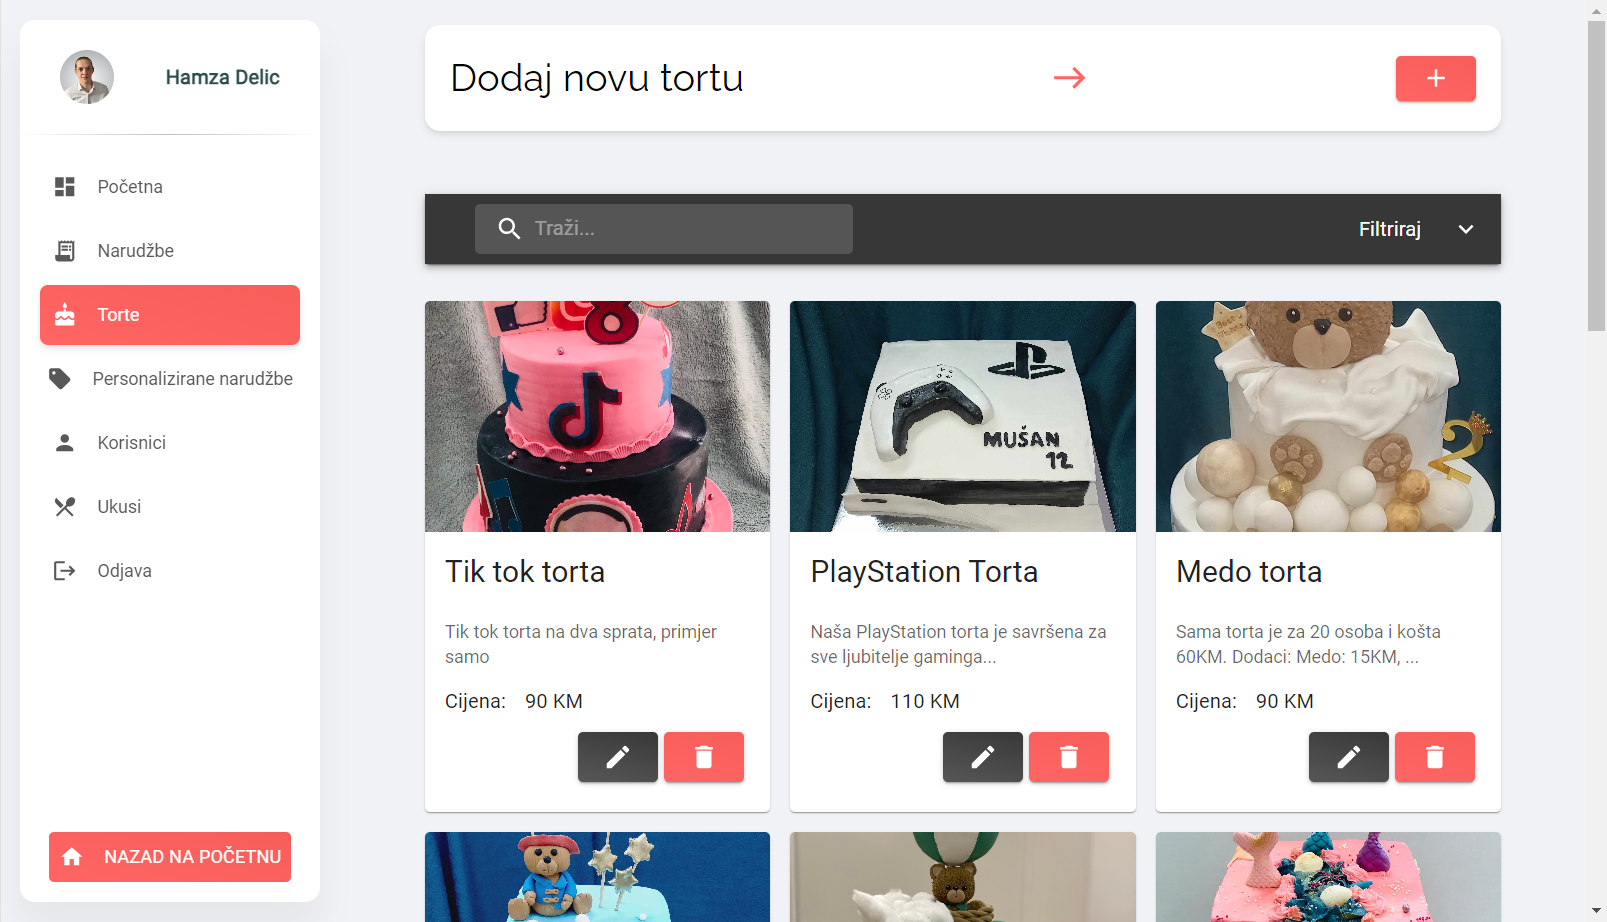 Hamza Delic
Početna
Narudžbe
Torte
Personalizirane narudžbe
Korisnici
Ukusi
Odjava
NAZAD NA POČETNU
Dodaj novu tortu
Traži...
Filtriraj
MUŠAN
12
2
Tik tok torta
Tik tok torta na dva sprata, primjer
samo
Cijena: 90 KM
PlayStation Torta
Naša PlayStation torta je savršena za
sve ljubitelje gaminga...
Cijena: 110 KM
Medo torta
Sama torta je za 20 osoba i košta
60KM. Dodaci: Medo: 15KM, ...
Cijena: 90 KM